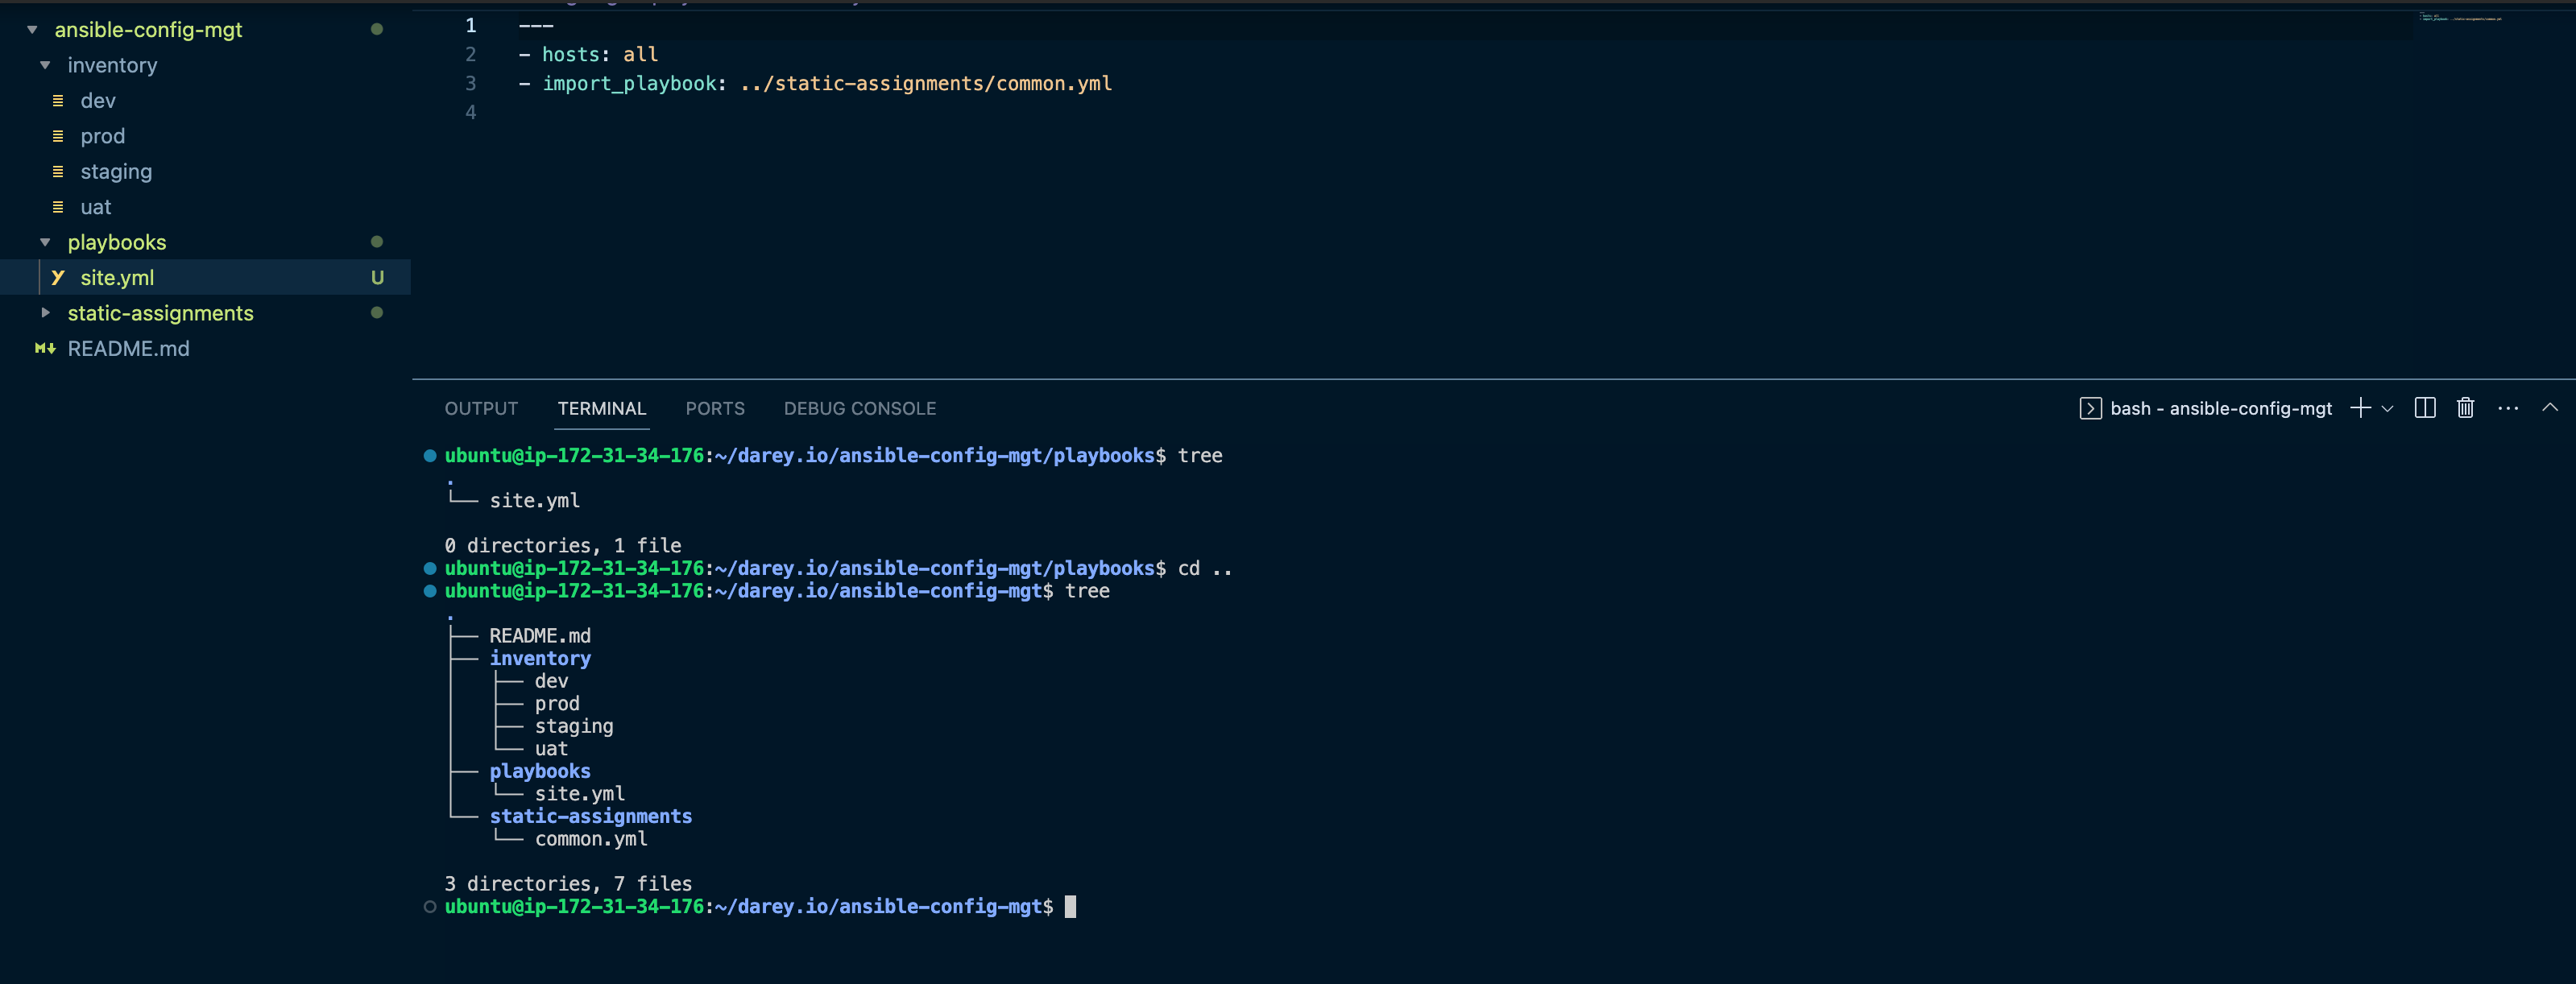 ansible-config-mgt
inventory
dev
prod
staging
uat
playbooks
site.yml U
static-assignments
README.md
1 ---
2 - hosts: all
3 - import_playbook: ../static-assignments/common.yml
4
OUTPUT TERMINAL PORTS DEBUG CONSOLE bash - ansible-config-mgt
ubuntu@ip-172-31-34-176:~/darey.io/ansible-config-mgt/playbooks$ tree
.
└── site.yml
0 directories, 1 file
ubuntu@ip-172-31-34-176:~/darey.io/ansible-config-mgt/playbooks$ cd ..
ubuntu@ip-172-31-34-176:~/darey.io/ansible-config-mgt$ tree
.
├── README.md
├── inventory
│   ├── dev
│   ├── prod
│   ├── staging
│   └── uat
├── playbooks
│   └── site.yml
└── static-assignments
    └── common.yml
3 directories, 7 files
ubuntu@ip-172-31-34-176:~/darey.io/ansible-config-mgt$